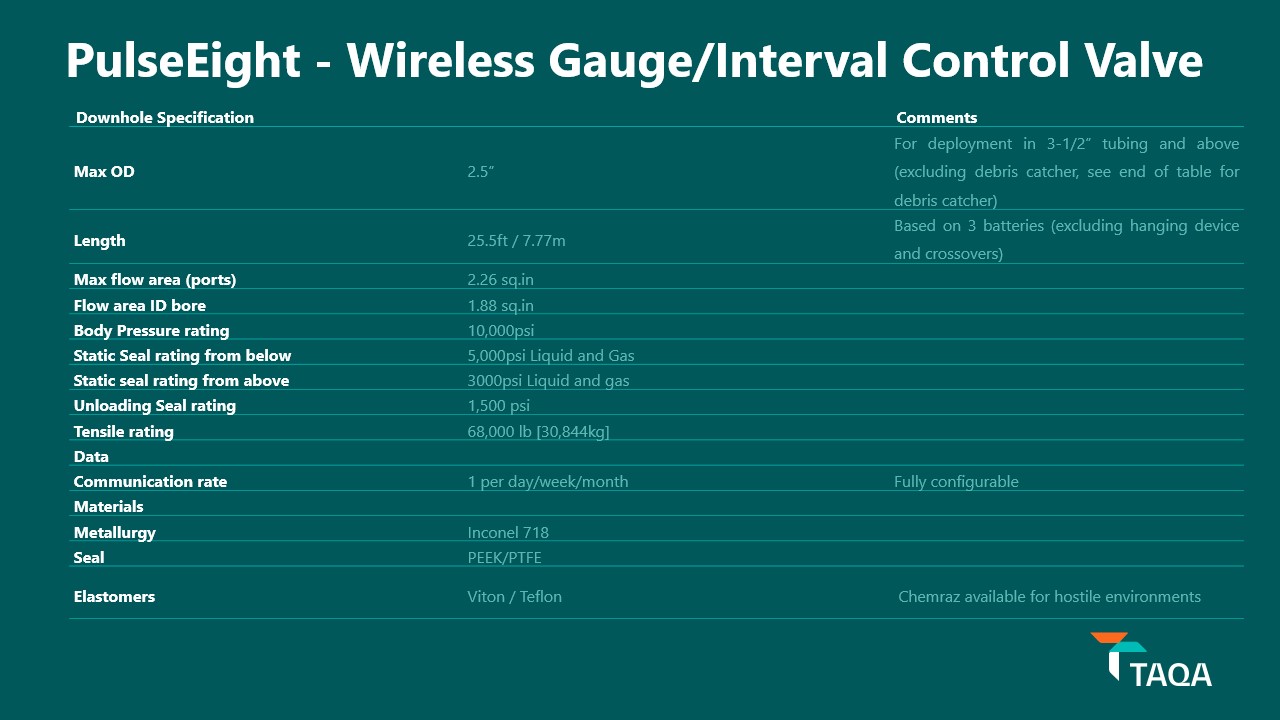 PulseEight - Wireless Gauge/Interval Control Valve
Downhole Specification Comments
Max OD 2.5” For deployment in 3-1/2” tubing and above
(excluding debris catcher, see end of table for
debris catcher)
Length 25.5ft / 7.77m Based on 3 batteries (excluding hanging device
and crossovers)
Max flow area (ports) 2.26 sq.in
Flow area ID bore 1.88 sq.in
Body Pressure rating 10,000psi
Static Seal rating from below 5,000psi Liquid and Gas
Static seal rating from above 3000psi Liquid and gas
Unloading Seal rating 1,500 psi
Tensile rating 68,000 lb [30,844kg]
Data
Communication rate 1 per day/week/month Fully configurable
Materials
Metallurgy Inconel 718
Seal PEEK/PTFE
Elastomers Viton / Teflon Chemraz available for hostile environments
TAQA